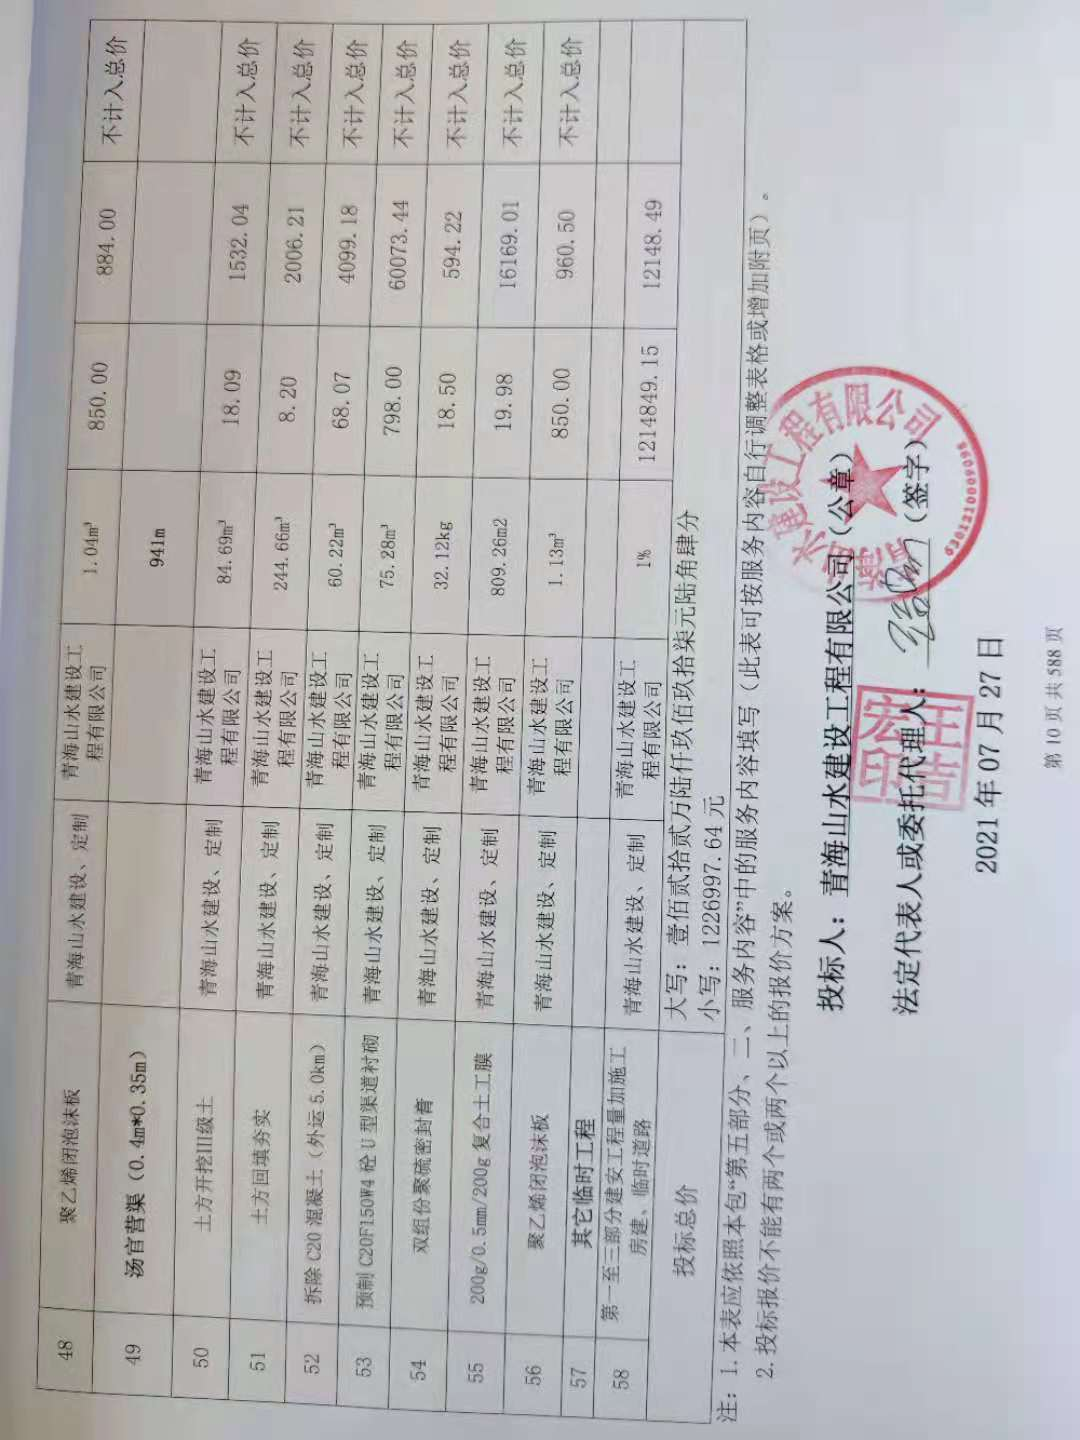 48 聚乙烯闭泡沫板 青海山水建设、定制 青海山水建设工程有限公司 1.04m³ 850.00 884.00 不计入总价
49 汤官营渠（0.4m*0.35m） 941m
50 土方开挖III级土 青海山水建设、定制 青海山水建设工程有限公司 84.69m³ 18.09 1532.04 不计入总价
51 土方回填夯实 青海山水建设、定制 青海山水建设工程有限公司 244.66m³ 8.20 2006.21 不计入总价
52 拆除C20混凝土（外运5.0km） 青海山水建设、定制 青海山水建设工程有限公司 60.22m³ 68.07 4099.18 不计入总价
53 预制C20F150W4砼U型渠道衬砌 青海山水建设、定制 青海山水建设工程有限公司 75.28m³ 798.00 60073.44 不计入总价
54 双组份聚硫密封膏 青海山水建设、定制 青海山水建设工程有限公司 32.12kg 18.50 594.22 不计入总价
55 200g/0.5mm/200g复合土工膜 青海山水建设、定制 青海山水建设工程有限公司 809.26m2 19.98 16169.01 不计入总价
56 聚乙烯闭泡沫板 青海山水建设、定制 青海山水建设工程有限公司 1.13m³ 850.00 960.50 不计入总价
57 其它临时工程
58 第一至三部分建安工程量加施工房建、临时道路 青海山水建设、定制 青海山水建设工程有限公司 1% 1214849.15 12148.49
投标总价 大写：壹佰贰拾贰万陆仟玖佰玖拾柒元陆角肆分
小写：1226997.64元
注：1.本表应依照本包“第五部分、二、服务内容”中的服务内容填写（此表可按服务内容自行调整表格或增加附页）。
2.投标报价不能有两个或两个以上的报价方案。
投标人：青海山水建设工程有限公司（公章）
法定代表人或委托代理人：（签字）
2021年07月27日
第10页共588页
青海山水建设工程有限公司